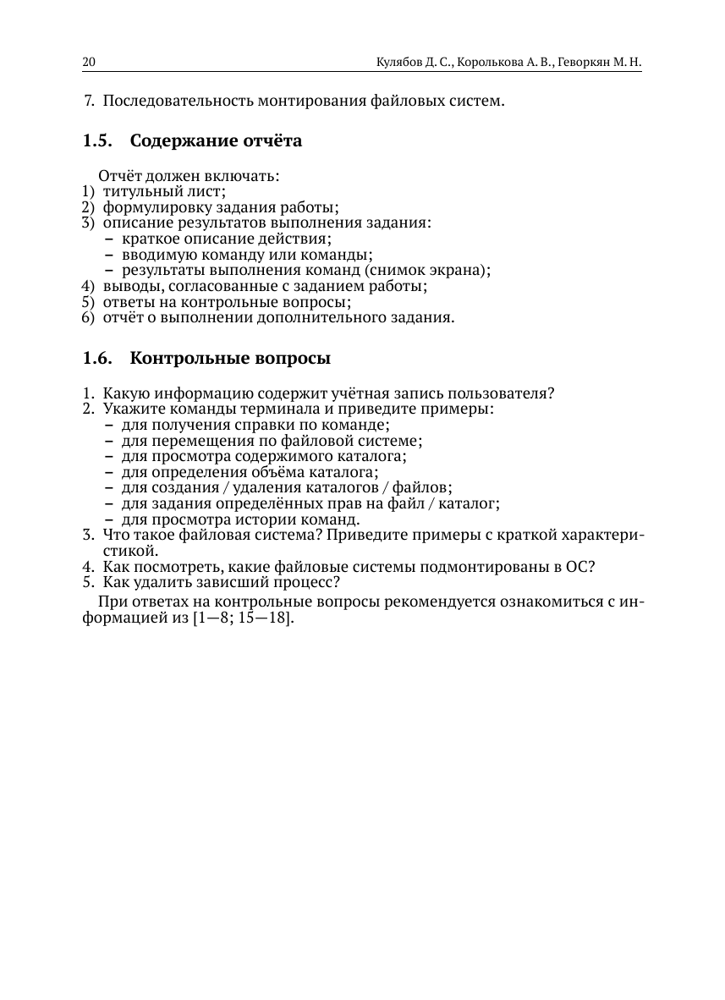 20 Кулябов Д. С., Королькова А. В., Геворкян М. Н.
7. Последовательность монтирования файловых систем.
1.5. Содержание отчёта
Отчёт должен включать:
1) титульный лист;
2) формулировку задания работы;
3) описание результатов выполнения задания:
– краткое описание действия;
– вводимую команду или команды;
– результаты выполнения команд (снимок экрана);
4) выводы, согласованные с заданием работы;
5) ответы на контрольные вопросы;
6) отчёт о выполнении дополнительного задания.
1.6. Контрольные вопросы
1. Какую информацию содержит учётная запись пользователя?
2. Укажите команды терминала и приведите примеры:
– для получения справки по команде;
– для перемещения по файловой системе;
– для просмотра содержимого каталога;
– для определения объёма каталога;
– для создания / удаления каталогов / файлов;
– для задания определённых прав на файл / каталог;
– для просмотра истории команд.
3. Что такое файловая система? Приведите примеры с краткой характери-
стикой.
4. Как посмотреть, какие файловые системы подмонтированы в ОС?
5. Как удалить зависший процесс?
При ответах на контрольные вопросы рекомендуется ознакомиться с ин-
формацией из [1—8; 15—18].